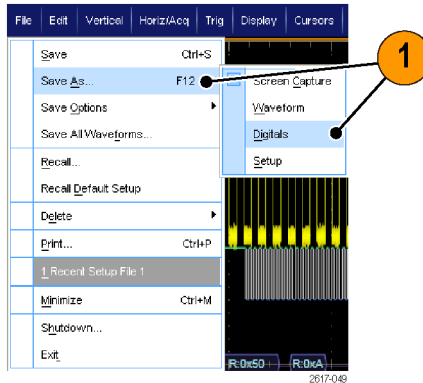 File Edit Vertical Horiz/Acq Trig Display Cursors
1
Save Ctrl+S
Save As... F12
Screen Capture
Save Options
Waveform
Save All Waveforms...
Digitals
Setup
Recall...
Recall Default Setup
Delete
Print... Ctrl+P
1 Recent Setup File 1
Minimize Ctrl+M
Shutdown...
Exit
R:0x50 R:0xA
2617-049